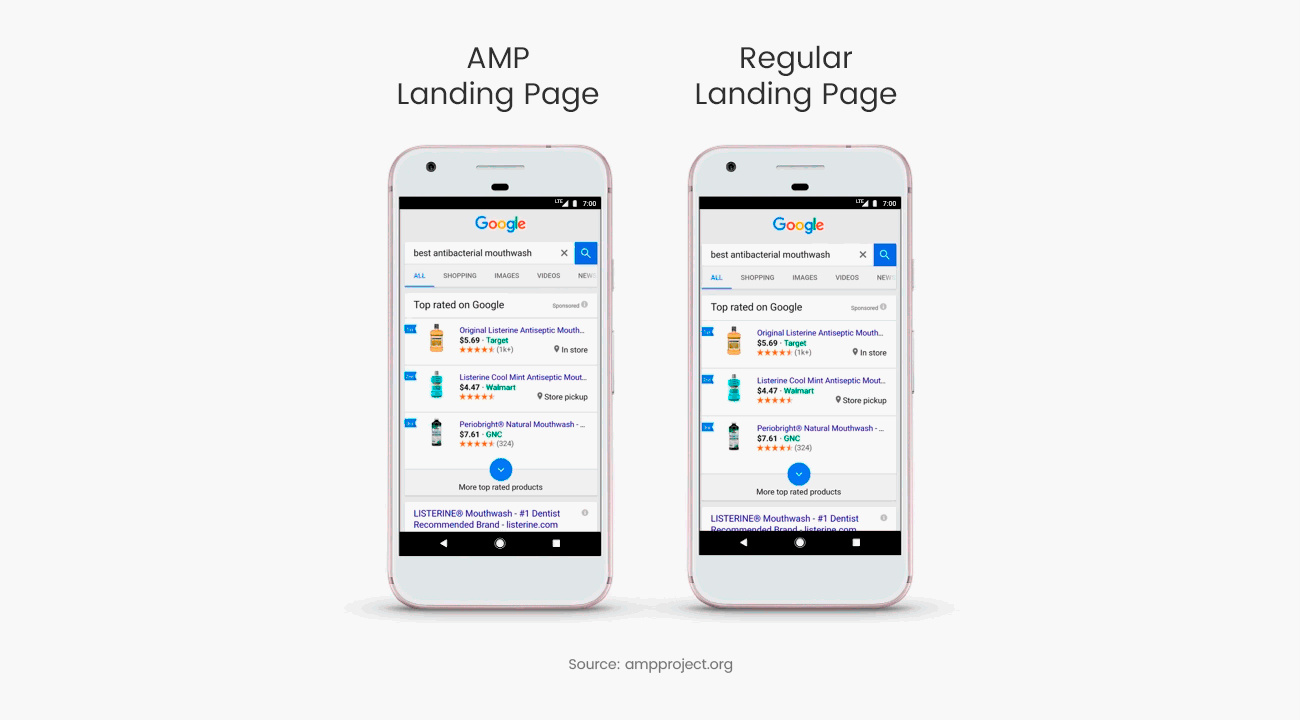 AMP
Landing Page
LTE 7:00
Google
best antibacterial mouthwash
ALL SHOPPING IMAGES VIDEOS NEWS
Top rated on Google Sponsored
Original Listerine Antiseptic Mouth...
$5.69 · Target
(1k+) In store
Listerine Cool Mint Antiseptic Mout...
$4.47 · Walmart
Store pickup
Periobright® Natural Mouthwash - ...
$7.61 · GNC
(324)
More top rated products
LISTERINE® Mouthwash - #1 Dentist
Recommended Brand - listerine.com
Regular
Landing Page
LTE 7:00
Google
best antibacterial mouthwash
ALL SHOPPING IMAGES VIDEOS NEWS
Top rated on Google Sponsored
Original Listerine Antiseptic Mouth...
$5.69 · Target
(1k+) In store
Listerine Cool Mint Antiseptic Mout...
$4.47 · Walmart
Store pickup
Periobright® Natural Mouthwash - ...
$7.61 · GNC
(324)
More top rated products
LISTERINE® Mouthwash - #1 Dentist
Recommended Brand - listerine.com
Source: ampproject.org